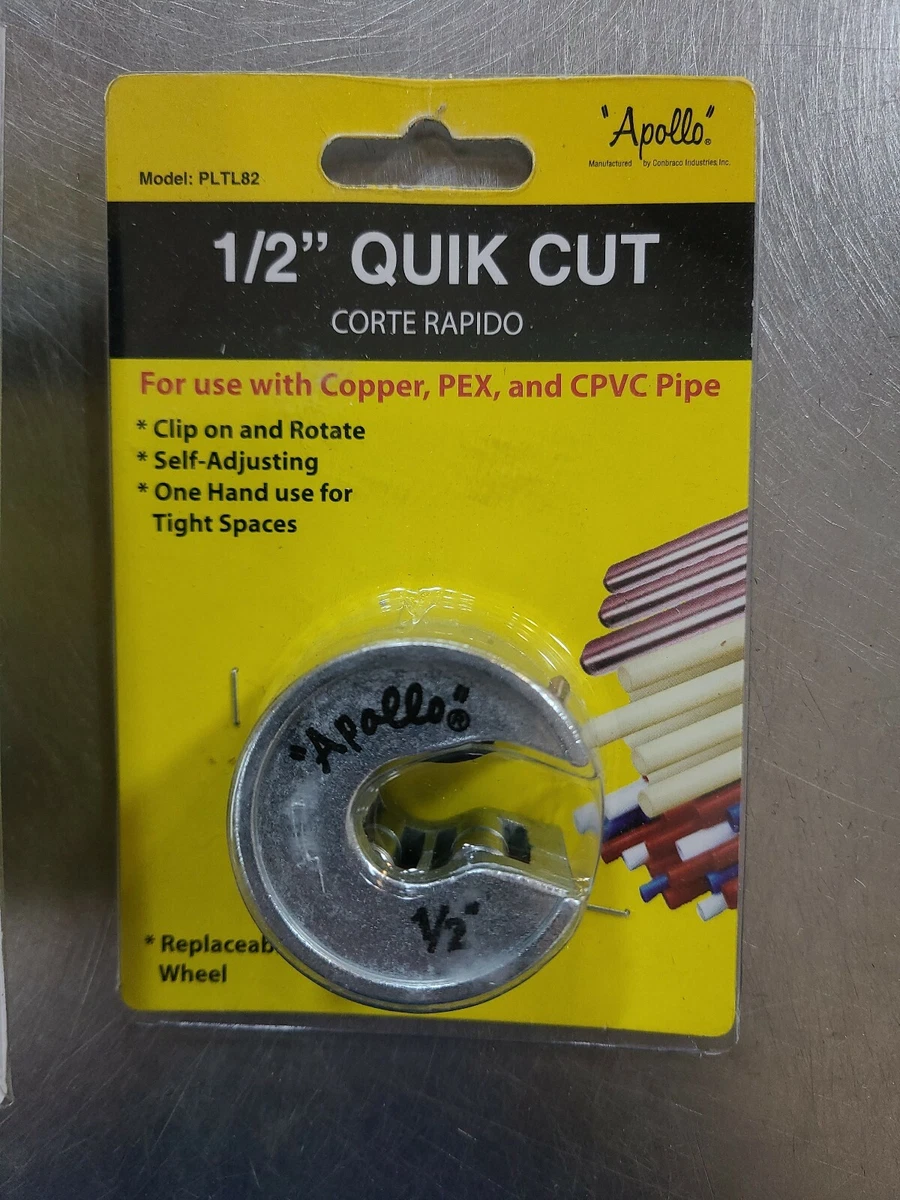 "Apollo"®
Manufactured by Conbraco Industries, Inc.
Model: PLTL82
1/2” QUIK CUT
CORTE RAPIDO
For use with Copper, PEX, and CPVC Pipe
* Clip on and Rotate
* Self-Adjusting
* One Hand use for
Tight Spaces
"Apollo"®
1/2"
* Replaceab
Wheel